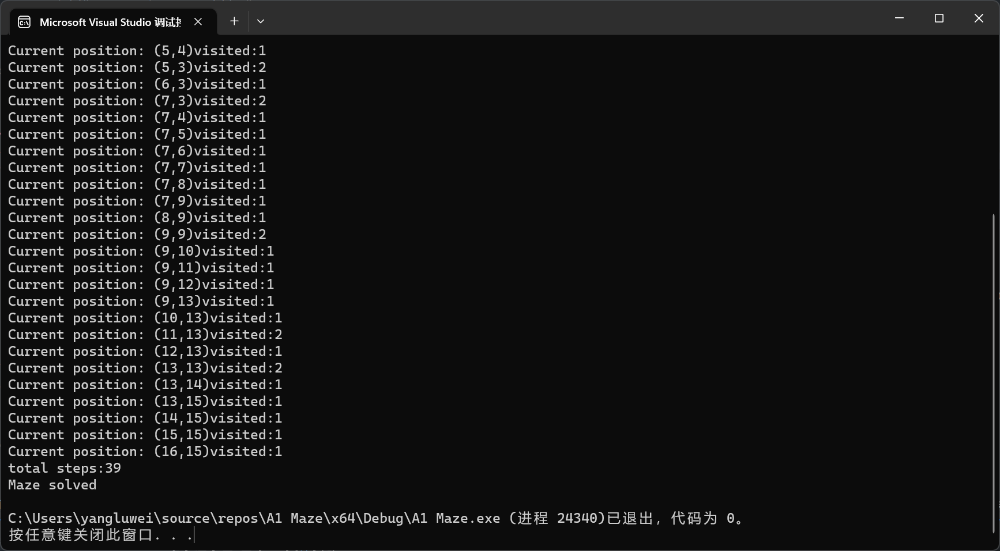 Microsoft Visual Studio 调试
Current position: (5,4)visited:1
Current position: (5,3)visited:2
Current position: (6,3)visited:1
Current position: (7,3)visited:2
Current position: (7,4)visited:1
Current position: (7,5)visited:1
Current position: (7,6)visited:1
Current position: (7,7)visited:1
Current position: (7,8)visited:1
Current position: (7,9)visited:1
Current position: (8,9)visited:1
Current position: (9,9)visited:2
Current position: (9,10)visited:1
Current position: (9,11)visited:1
Current position: (9,12)visited:1
Current position: (9,13)visited:1
Current position: (10,13)visited:1
Current position: (11,13)visited:2
Current position: (12,13)visited:1
Current position: (13,13)visited:2
Current position: (13,14)visited:1
Current position: (13,15)visited:1
Current position: (14,15)visited:1
Current position: (15,15)visited:1
Current position: (16,15)visited:1
total steps:39
Maze solved
C:\Users\yangluwei\source\repos\A1 Maze\x64\Debug\A1 Maze.exe (进程 24340)已退出，代码为 0。
按任意键关闭此窗口. . .